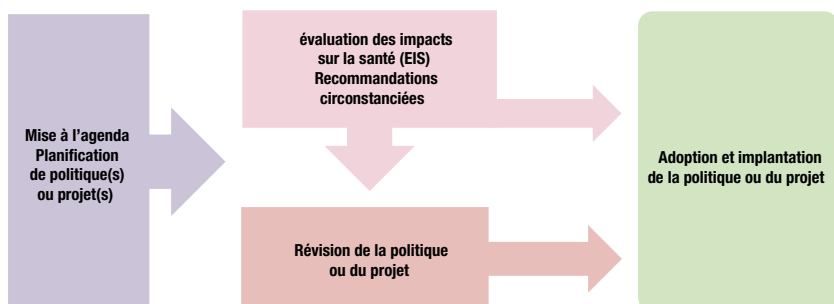 Mise à l'agenda
Planification
de politique(s)
ou projet(s)
évaluation des impacts
sur la santé (EIS)
Recommandations
circonstanciées
Révision de la politique
ou du projet
Adoption et implantation
de la politique ou du projet